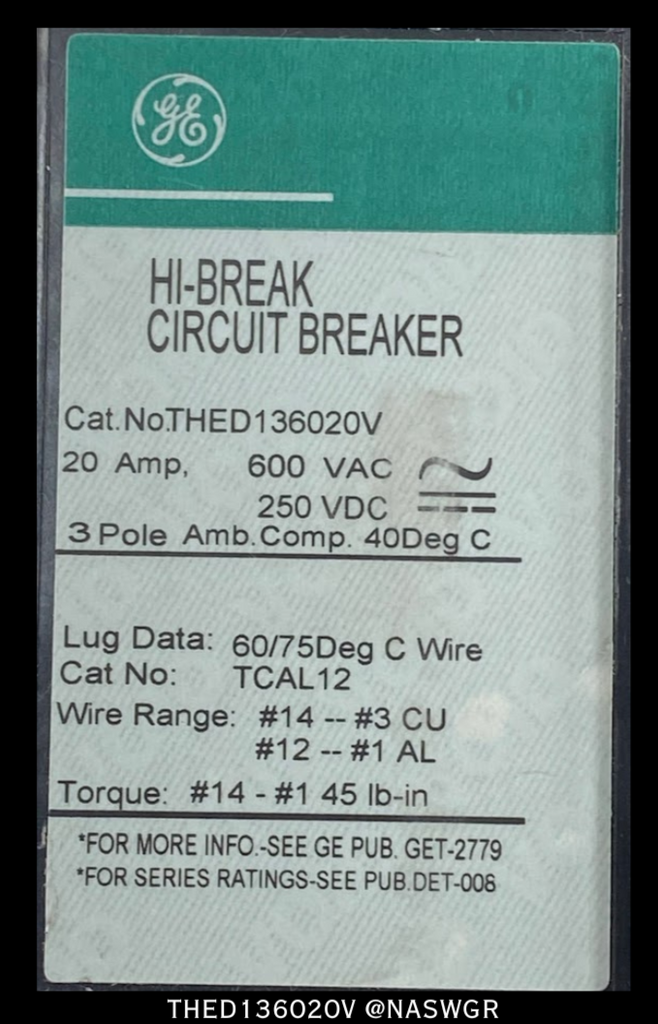 GE
HI-BREAK
CIRCUIT BREAKER
Cat.No.THED136020V
20 Amp, 600 VAC
250 VDC
3 Pole Amb.Comp. 40Deg C
Lug Data: 60/75Deg C Wire
Cat No: TCAL12
Wire Range: #14 -- #3 CU
#12 -- #1 AL
Torque: #14 - #1 45 lb-in
*FOR MORE INFO.-SEE GE PUB. GET-2779
*FOR SERIES RATINGS-SEE PUB.DET-008
THED136020V @NASWGR